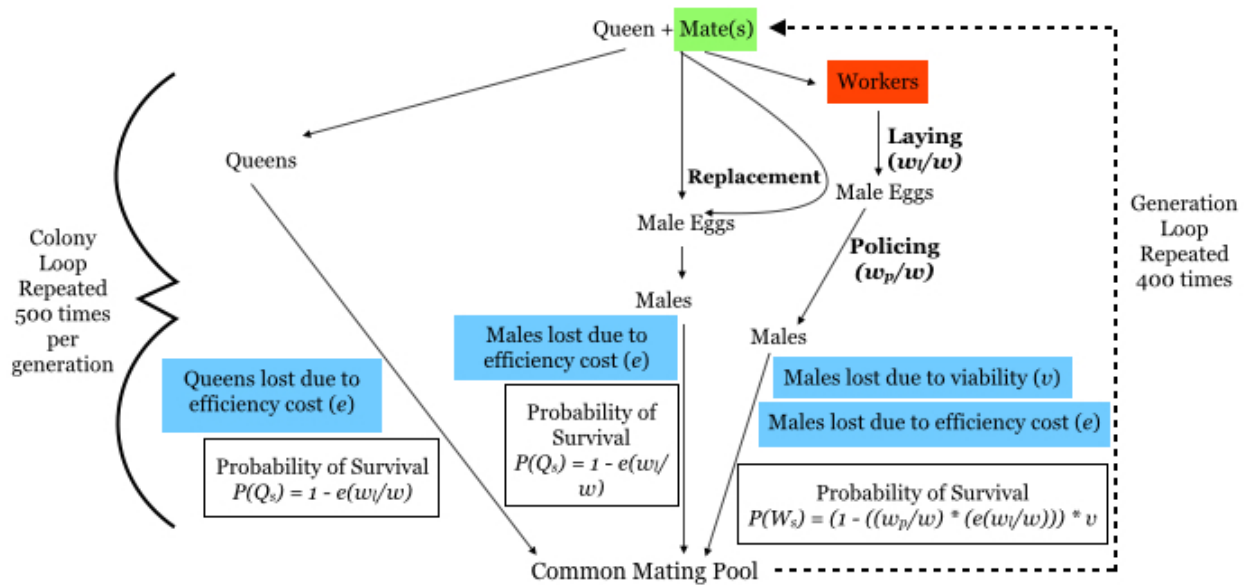 Queen + Mate(s)
Workers
Laying
(wₗ/w)
Queens
Replacement
Male Eggs
Male Eggs
Policing
(wₚ/w)
Males
Males
Colony
Loop
Repeated
500 times
per
generation
Generation
Loop
Repeated
400 times
Queens lost due to
efficiency cost (e)
Males lost due to
efficiency cost (e)
Males lost due to viability (v)
Males lost due to efficiency cost (e)
Probability of Survival
P(Qₛ) = 1 - e(wₗ/w)
Probability of
Survival
P(Qₛ) = 1 - e(wₗ/
w)
Probability of Survival
P(Wₛ) = (1 - ((wₚ/w) * (e(wₗ/w))) * v
Common Mating Pool